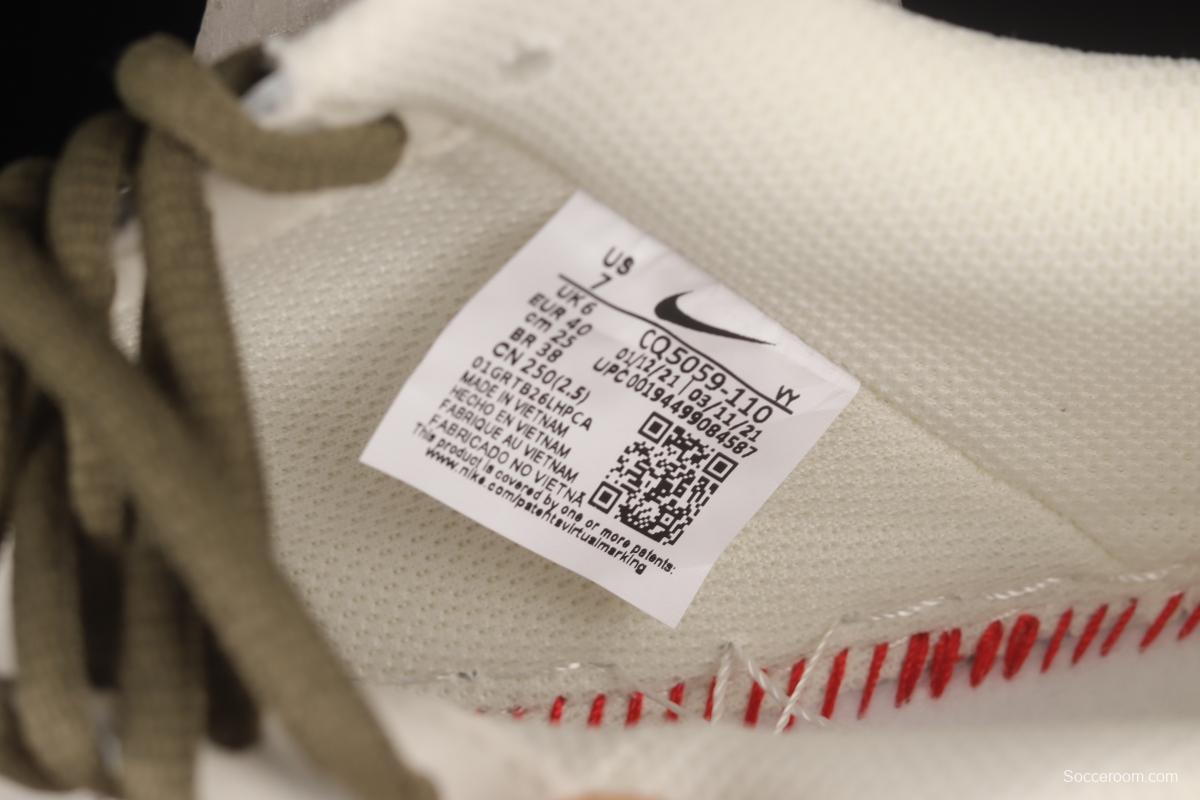 US
7
UK 6
EUR 40
cm 25
BR 38
CN 250(2.5)
01GRTB26LHPCA
MADE IN VIETNAM
HECHO EN VIETNAM
FABRIQUE AU VIETNAM
FABRICADO NO VIETNÃ
This product is covered by one or more patents:
www.nike.com/patentsvirtualmarking
VY
CQ5059-110
01/12/21 | 03/11/21
UPC00194499084587
Socceroom.com